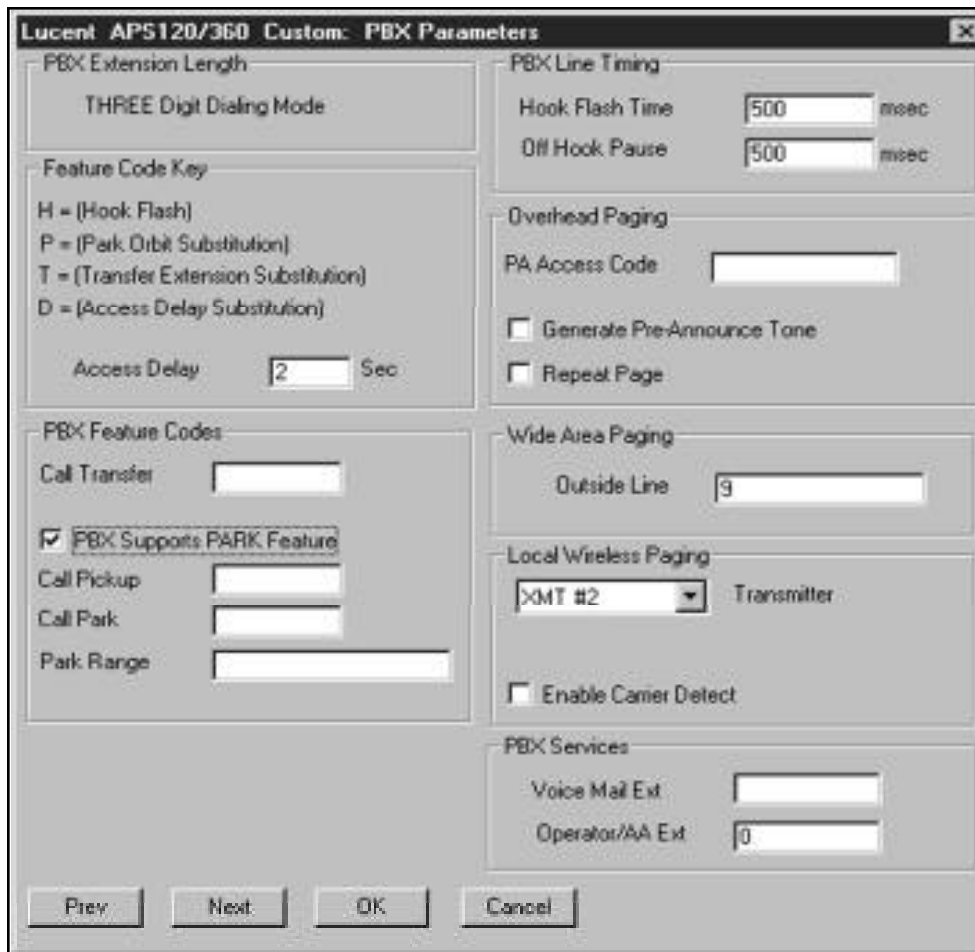 Lucent APS120/360 Custom: PBX Parameters
PBX Extension Length
THREE Digit Dialing Mode
Feature Code Key
H = (Hook Flash)
P = (Park Orbit Substitution)
T = (Transfer Extension Substitution)
D = (Access Delay Substitution)
Access Delay 2 Sec
PBX Feature Codes
Call Transfer
PBX Supports PARK Feature
Call Pickup
Call Park
Park Range
PBX Line Timing
Hook Flash Time 500 msec
Off Hook Pause 500 msec
Overhead Paging
PA Access Code
Generate Pre-Announce Tone
Repeat Page
Wide Area Paging
Outside Line 9
Local Wireless Paging
XMT #2 Transmitter
Enable Carrier Detect
PBX Services
Voice Mail Ext
Operator/AA Ext 0
Prev Next OK Cancel